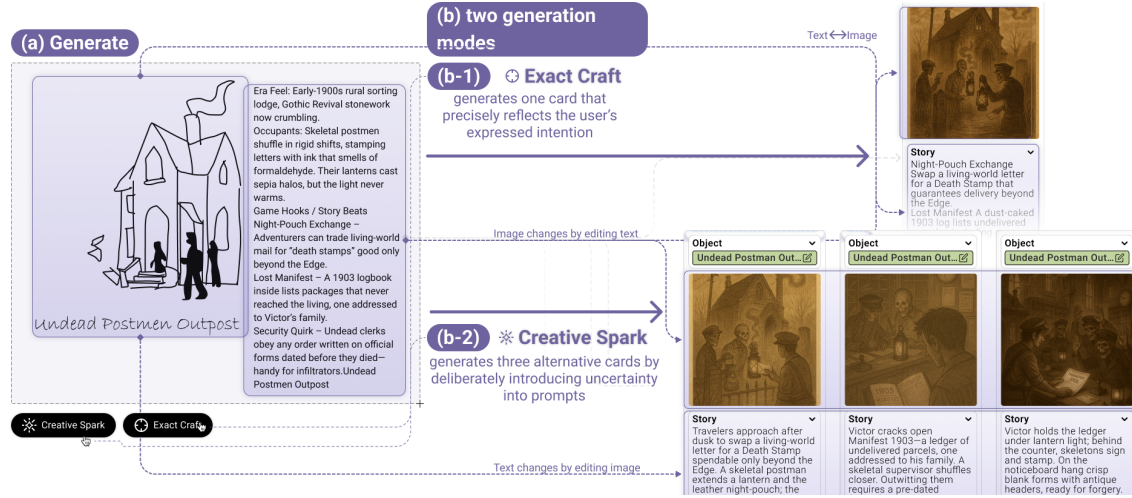 (a) Generate
Era Feel: Early-1900s rural sorting
lodge, Gothic Revival stonework
now crumbling.
Occupants: Skeletal postmen
shuffle in rigid shifts, stamping
letters with ink that smells of
formaldehyde. Their lanterns cast
sepia halos, but the light never
warms.
Game Hooks / Story Beats
Night-Pouch Exchange –
Adventurers can trade living-world
mail for “death stamps” good only
beyond the Edge.
Lost Manifest – A 1903 logbook
inside lists packages that never
reached the living, one addressed
to Victor’s family.
Security Quirk – Undead clerks
obey any order written on official
forms dated before they died—
handy for infiltrators.Undead
Postmen Outpost
Undead Postmen Outpost
Creative Spark
Exact Craft
(b) two generation
modes
(b-1) Exact Craft
generates one card that
precisely reflects the user’s
expressed intention
Text↔Image
Story
Night-Pouch Exchange
Swap a living-world letter
for a Death Stamp that
guarantees delivery beyond
the Edge.
Lost Manifest A dust-caked
1903 log lists undelivered
Image changes by editing text
(b-2) Creative Spark
generates three alternative cards by
deliberately introducing uncertainty
into prompts
Text changes by editing image
Object
Undead Postman Out...
Story
Travelers approach after
dusk to swap a living-world
letter for a Death Stamp
spendable only beyond the
Edge. A skeletal postman
extends a lantern and the
leather night-pouch; the
Object
Undead Postman Out...
1903
Story
Victor cracks open
Manifest 1903—a ledger of
undelivered parcels, one
addressed to his family. A
skeletal supervisor shuffles
closer. Outwitting them
requires a pre-dated
Object
Undead Postman Out...
Story
Victor holds the ledger
under lantern light; behind
the counter, skeletons sign
and stamp. On the
noticeboard hang crisp
blank forms with antique
headers, ready for forgery.